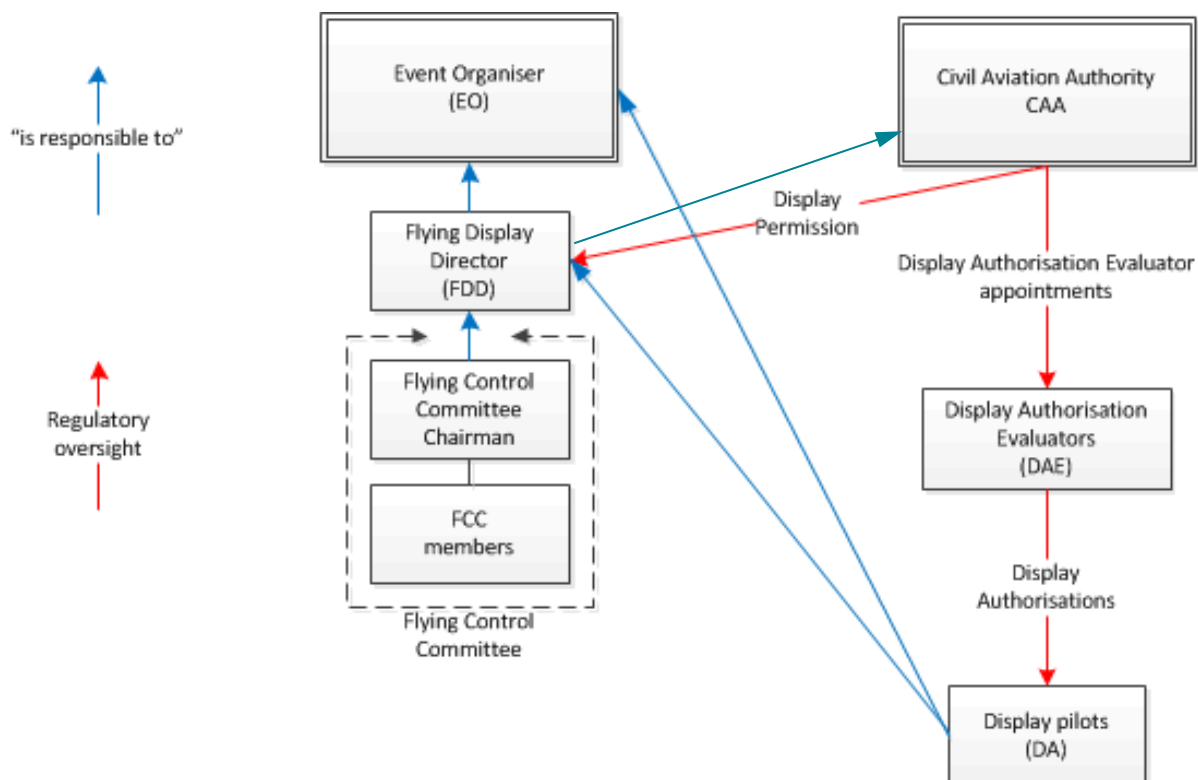 "is responsible to"
Regulatory
oversight
Event Organiser
(EO)
Civil Aviation Authority
CAA
Flying Display
Director
(FDD)
Display
Permission
Display Authorisation Evaluator
appointments
Flying Control
Committee
Chairman
FCC
members
Flying Control
Committee
Display Authorisation
Evaluators
(DAE)
Display
Authorisations
Display pilots
(DA)